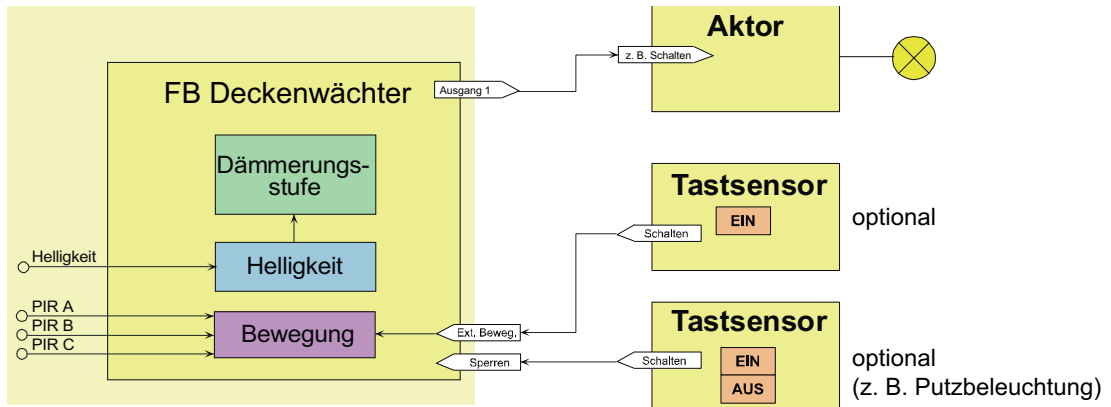 Aktor
z. B. Schalten
FB Deckenwächter
Ausgang 1
Dämmerungs-
stufe
Tastsensor
EIN
optional
Schalten
Helligkeit
Helligkeit
PIR A
PIR B
PIR C
Bewegung
Ext. Beweg.
Sperren
Tastsensor
Schalten
EIN
AUS
optional
(z. B. Putzbeleuchtung)